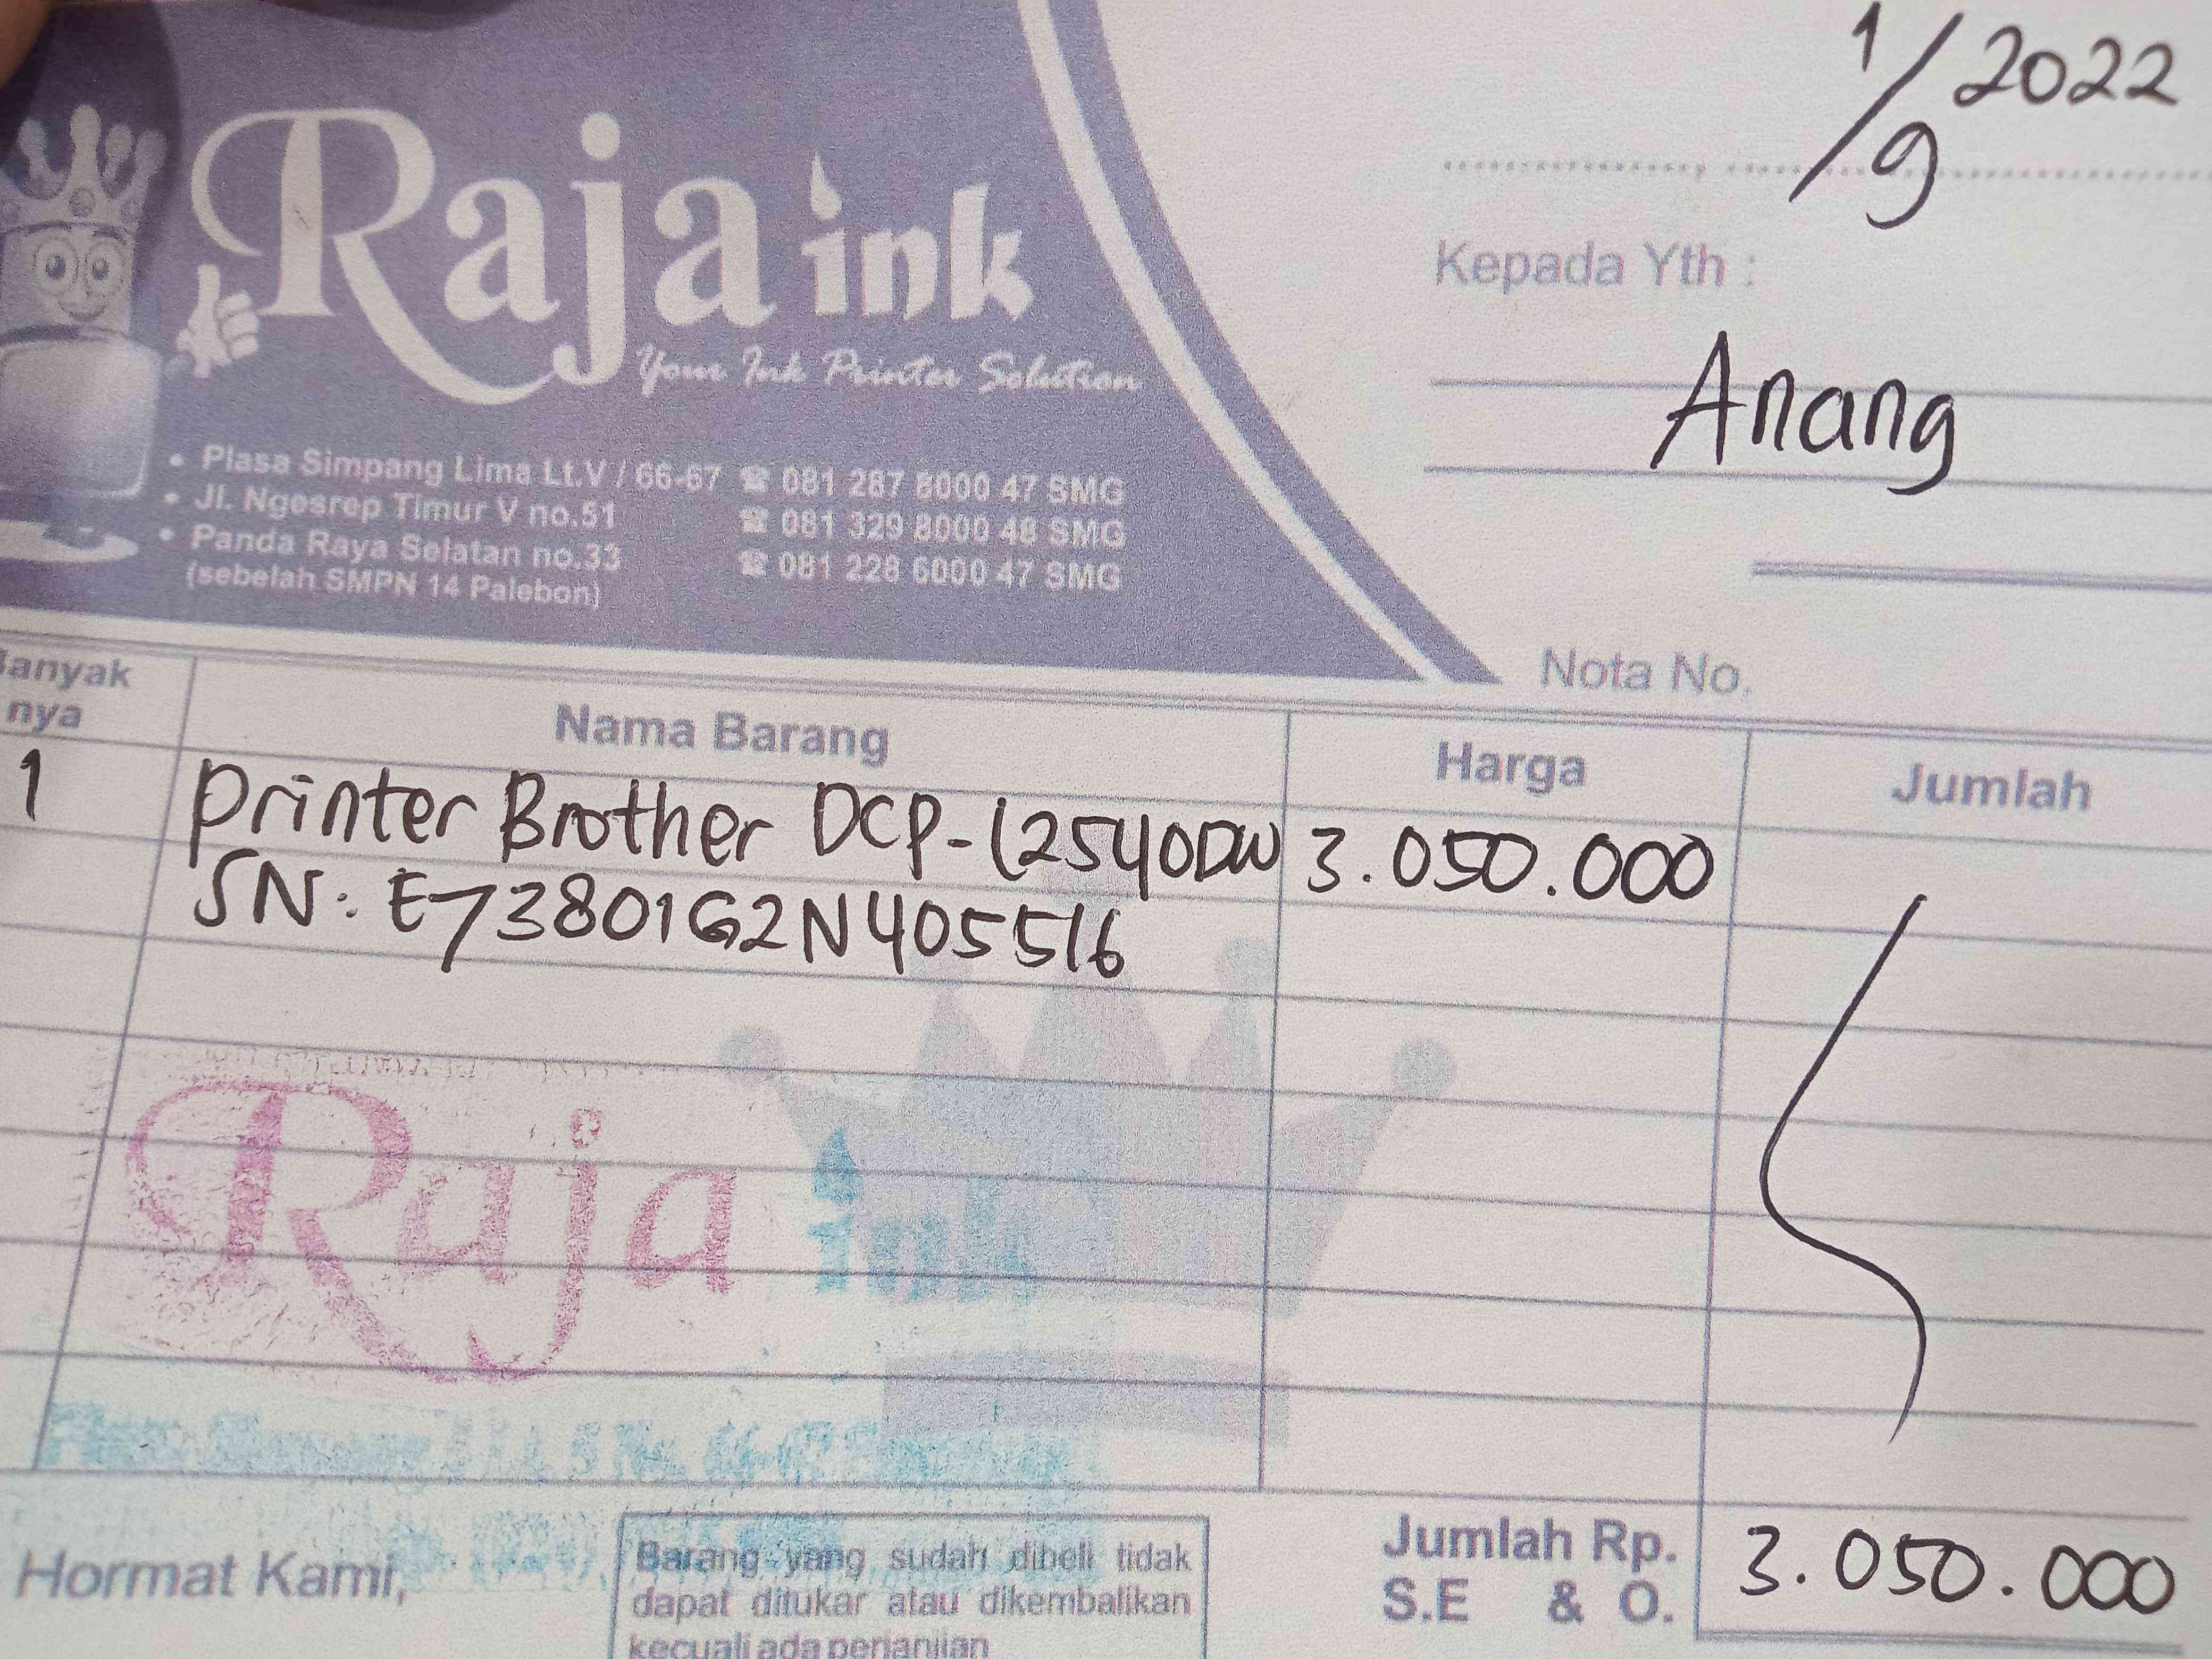 1/9 2022
Raja ink
Your Ink Printer Solution
Kepada Yth :
Anang
• Plasa Simpang Lima Lt.V / 66-67 ☎ 081 287 8000 47 SMG
• Jl. Ngesrep Timur V no.51 ☎ 081 329 8000 48 SMG
• Panda Raya Selatan no.33 ☎ 081 228 6000 47 SMG
(sebelah SMPN 14 Palebon)
Nota No.
Banyak
nya
Nama Barang
Harga
Jumlah
1 Printer Brother DCP-L2540DW 3.050.000
SN: E73801G2N405516
Raja ink
Hormat Kami,
Barang yang sudah dibeli tidak
dapat ditukar atau dikembalikan
kecuali ada perjanjian
Jumlah Rp. 3.050.000
S.E & O.